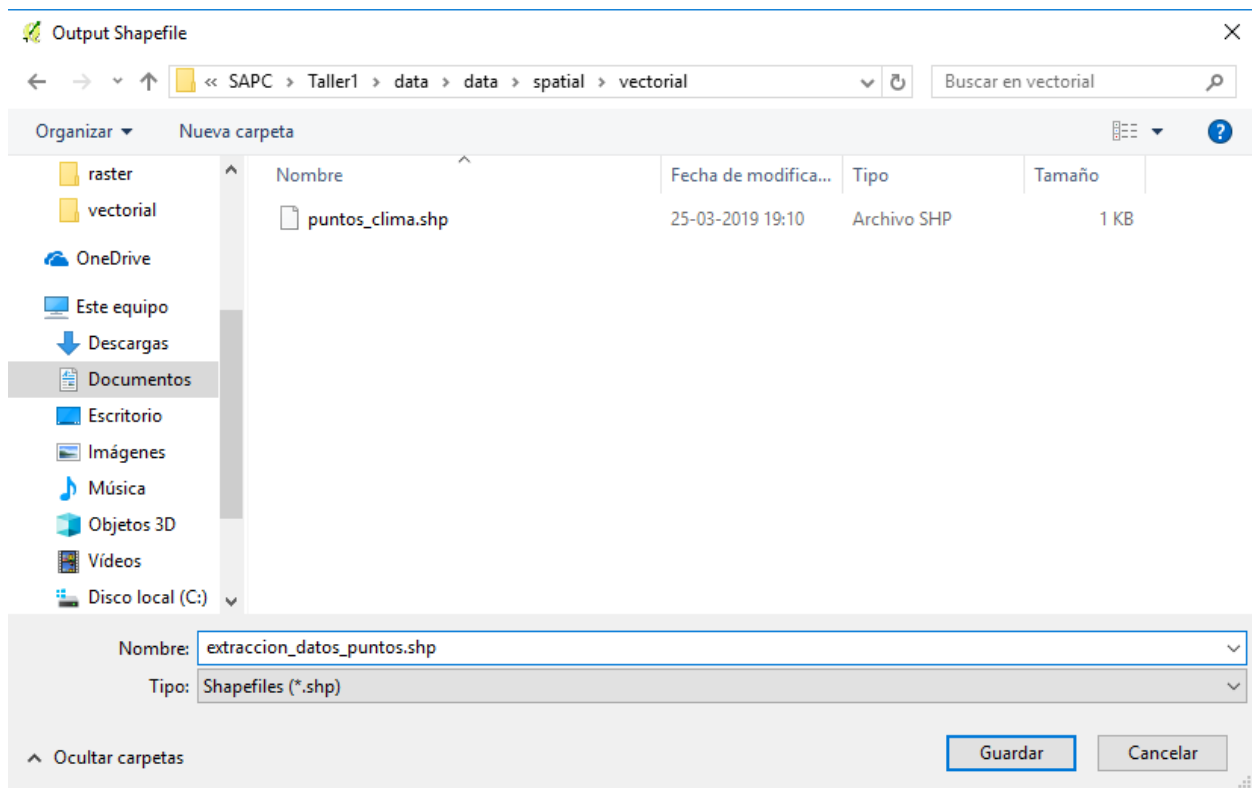 Output Shapefile
« SAPC > Taller1 > data > data > spatial > vectorial
Buscar en vectorial
Organizar
Nueva carpeta
raster
vectorial
OneDrive
Este equipo
Descargas
Documentos
Escritorio
Imágenes
Música
Objetos 3D
Vídeos
Disco local (C:)
Nombre Fecha de modifica... Tipo Tamaño
puntos_clima.shp 25-03-2019 19:10 Archivo SHP 1 KB
Nombre: extraccion_datos_puntos.shp
Tipo: Shapefiles (*.shp)
Ocultar carpetas
Guardar
Cancelar